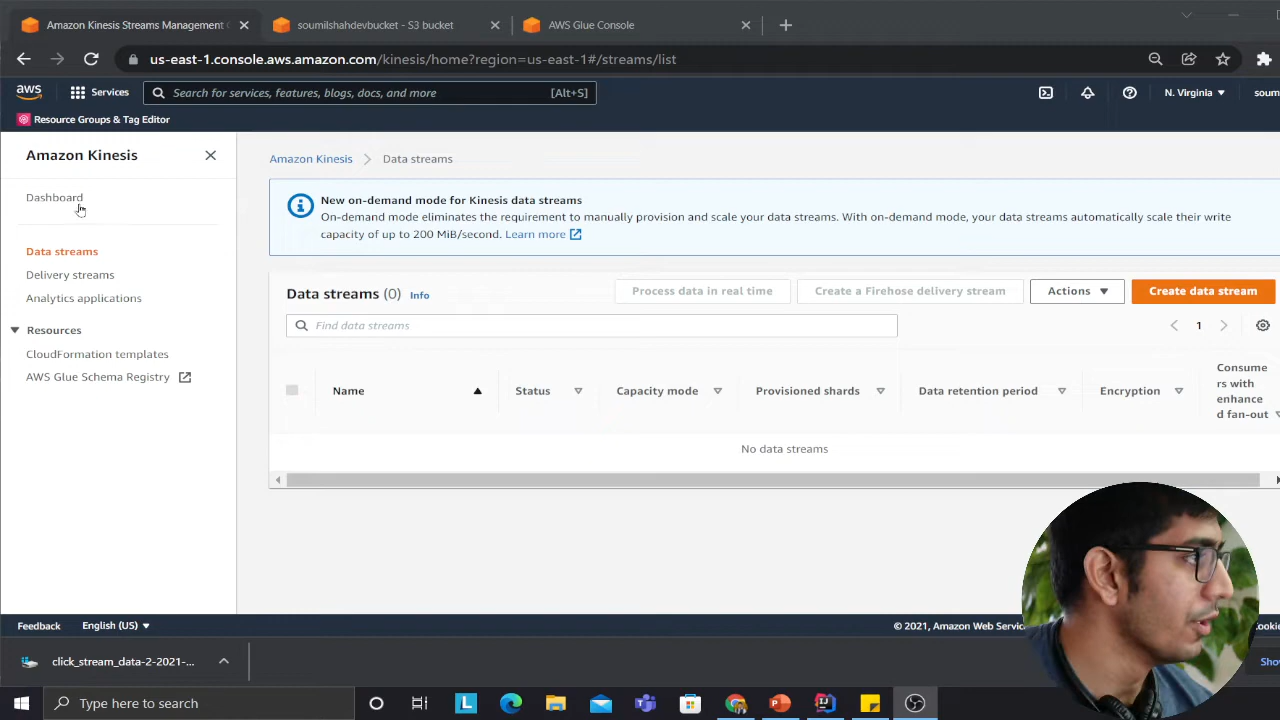 Amazon Kinesis Streams Management
soumilshahdevbucket - S3 bucket
AWS Glue Console
us-east-1.console.aws.amazon.com/kinesis/home?region=us-east-1#/streams/list
aws
Services
Search for services, features, blogs, docs, and more
[Alt+S]
N. Virginia
soum
Resource Groups & Tag Editor
Amazon Kinesis
Dashboard
Data streams
Delivery streams
Analytics applications
Resources
CloudFormation templates
AWS Glue Schema Registry
Amazon Kinesis
Data streams
New on-demand mode for Kinesis data streams
On-demand mode eliminates the requirement to manually provision and scale your data streams. With on-demand mode, your data streams automatically scale their write
capacity of up to 200 MiB/second. Learn more
Data streams (0) Info
Process data in real time
Create a Firehose delivery stream
Actions
Create data stream
Find data streams
1
Name
Status
Capacity mode
Provisioned shards
Data retention period
Encryption
Consume
rs with
enhance
d fan-out
No data streams
Feedback
English (US)
© 2021, Amazon Web Servic
ookie
click_stream_data-2-2021-...
Show
Type here to search